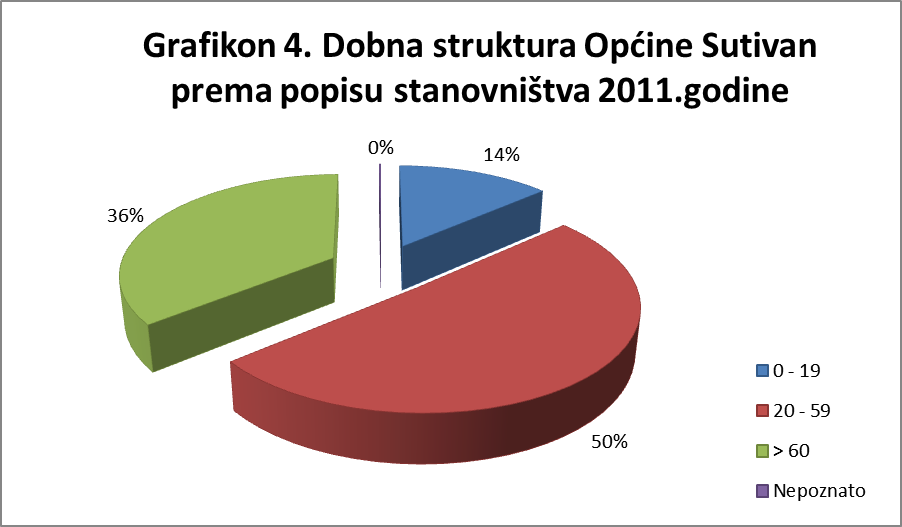 Grafikon 4. Dobna struktura Općine Sutivan
prema popisu stanovništva 2011.godine
0%
14%
36%
50%
0 - 19
20 - 59
> 60
Nepoznato